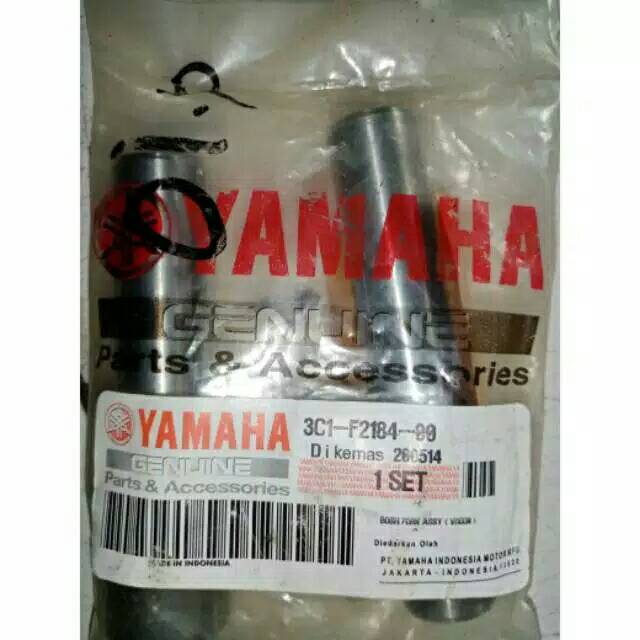 YAMAHA
GENUINE
Parts & Accessories
YAMAHA
GENUINE
Parts & Accessories
MADE IN INDONESIA
3C1-F2184-00
Dikemas 260514
1 SET
Diedarkan Oleh
PT. YAMAHA INDONESIA MOTOR
JAKARTA - INDONESIA